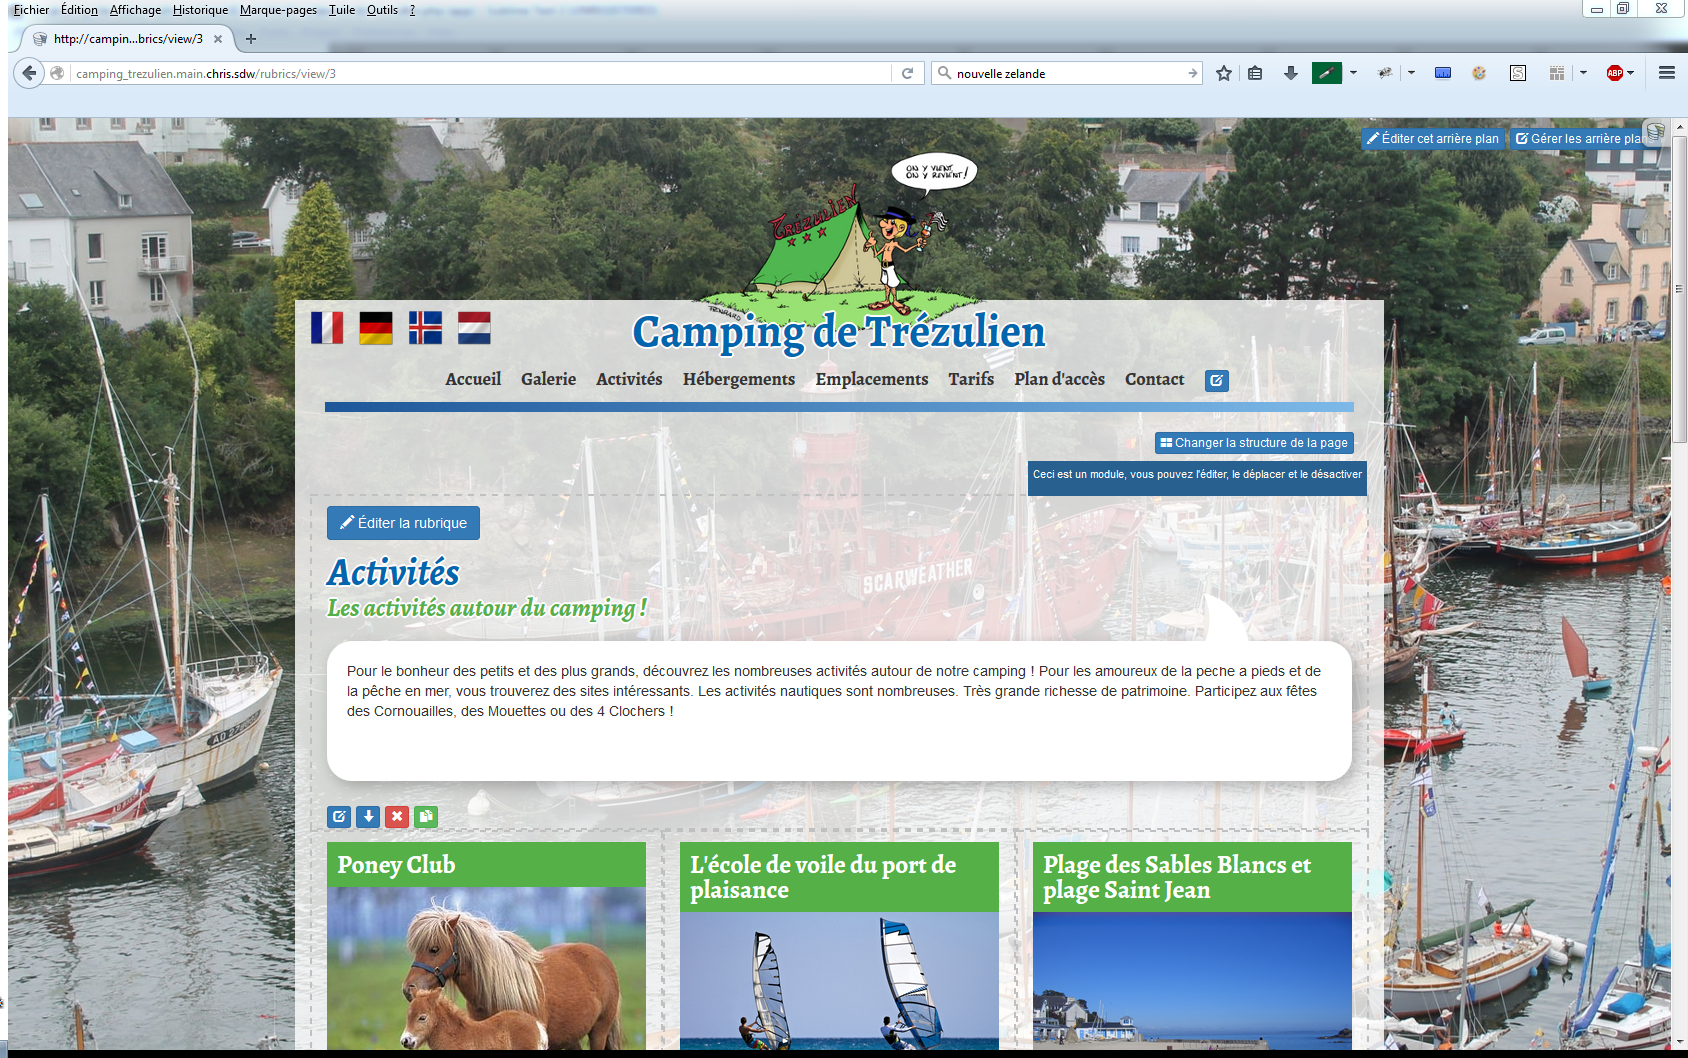 Fichier Édition Affichage Historique Marque-pages Tuile Outils ?
http://campin...brics/view/3
camping_trezulien.main.chris.sdw/rubrics/view/3
nouvelle zelande
ABP
Éditer cet arrière plan
Gérer les arrière plan
ON Y VIENT,
ON Y REVIENT!
TRÉZULIEN
Camping de Trézulien
Accueil Galerie Activités Hébergements Emplacements Tarifs Plan d'accès Contact
Changer la structure de la page
Ceci est un module, vous pouvez l'éditer, le déplacer et le désactiver
Éditer la rubrique
SCARWEATHER
Activités
Les activités autour du camping !
Pour le bonheur des petits et des plus grands, découvrez les nombreuses activités autour de notre camping ! Pour les amoureux de la peche a pieds et de
la pêche en mer, vous trouverez des sites intéressants. Les activités nautiques sont nombreuses. Très grande richesse de patrimoine. Participez aux fêtes
des Cornouailles, des Mouettes ou des 4 Clochers !
Poney Club
L'école de voile du port de
plaisance
Plage des Sables Blancs et
plage Saint Jean